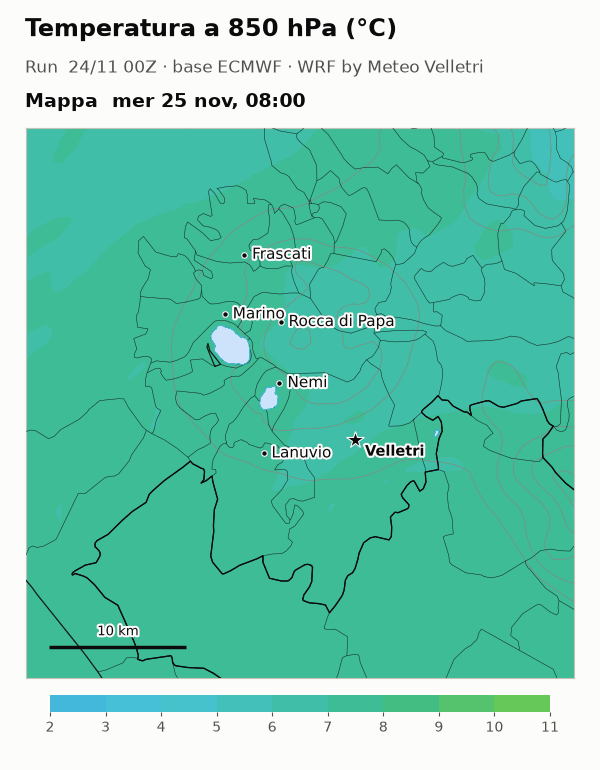 Temperatura a 850 hPa (°C)
Run  24/11 00Z · base ECMWF · WRF by Meteo Velletri
Mappa  mer 25 nov, 08:00
Frascati
Marino
Rocca di Papa
Nemi
Velletri
Lanuvio
10 km
2 3 4 5 6 7 8 9 10 11